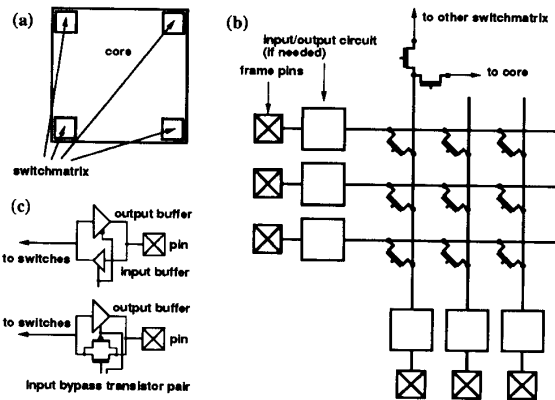 (a)
core
switchmatrix
(b)
to other switchmatrix
input/output circuit
(if needed)
to core
frame pins
(c)
output buffer
pin
to switches
input buffer
output buffer
to switches
pin
input bypass transistor pair